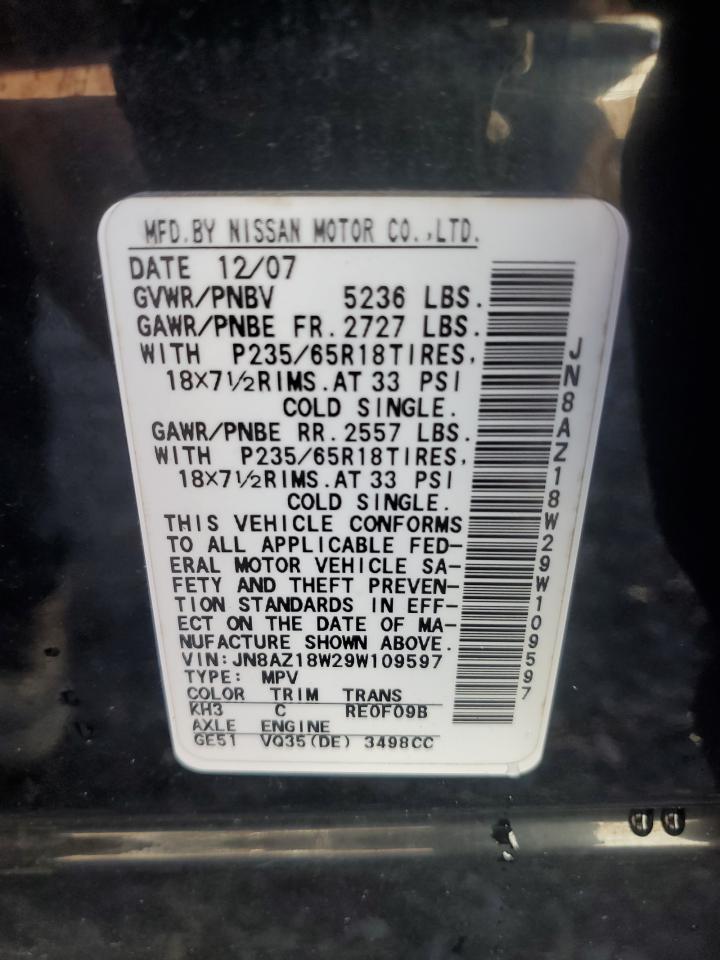 MFD.BY NISSAN MOTOR CO.,LTD.
DATE 12/07
GVWR/PNBV 5236 LBS.
GAWR/PNBE FR.2727 LBS.
WITH P235/65R18TIRES,
18×7½RIMS.AT 33 PSI
COLD SINGLE.
GAWR/PNBE RR.2557 LBS.
WITH P235/65R18TIRES,
18×7½RIMS.AT 33 PSI
COLD SINGLE.
THIS VEHICLE CONFORMS
TO ALL APPLICABLE FED-
ERAL MOTOR VEHICLE SA-
FETY AND THEFT PREVEN-
TION STANDARDS IN EFF-
ECT ON THE DATE OF MA-
NUFACTURE SHOWN ABOVE.
VIN:JN8AZ18W29W109597
TYPE: MPV
COLOR TRIM TRANS
KH3 C RE0F09B
AXLE ENGINE
GE51 VQ35(DE) 3498CC
JN8AZ18W29W109597